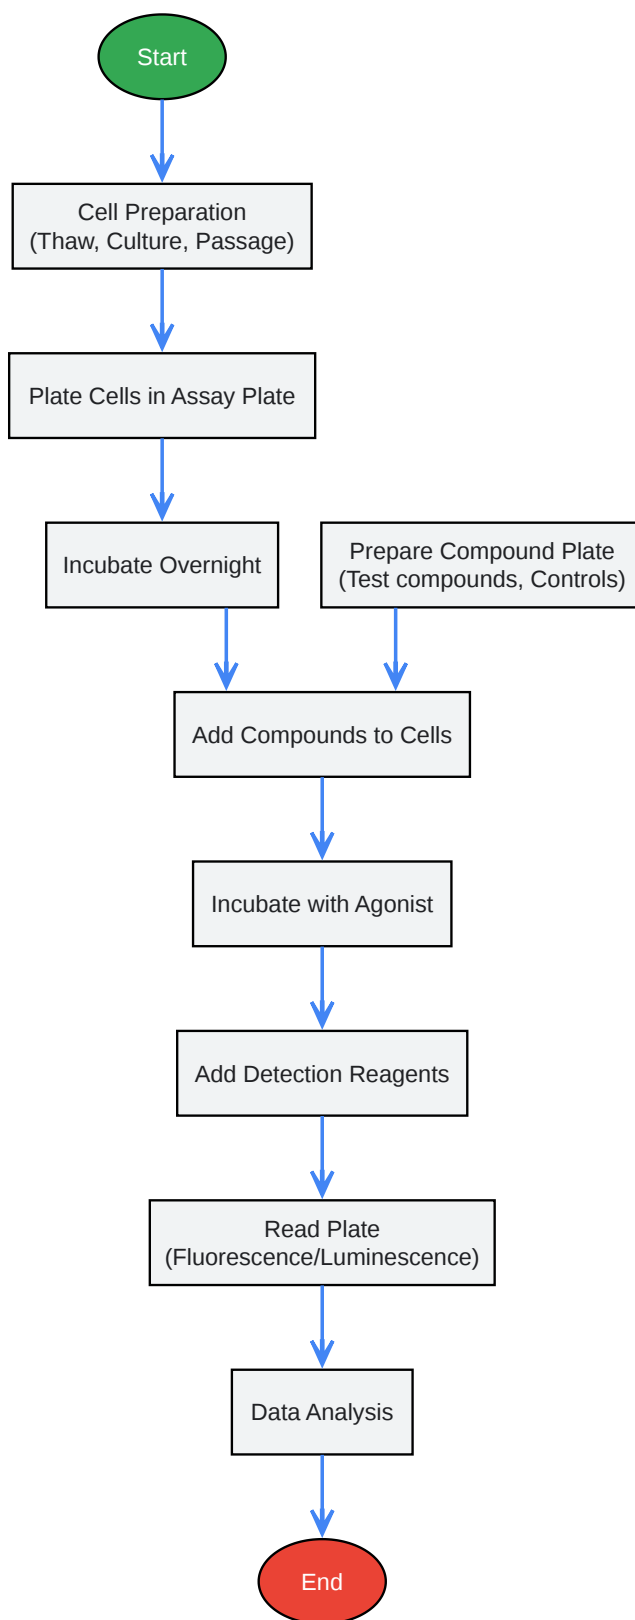 Start
Cell Preparation
(Thaw, Culture, Passage)
Plate Cells in Assay Plate
Incubate Overnight
Prepare Compound Plate
(Test compounds, Controls)
Add Compounds to Cells
Incubate with Agonist
Add Detection Reagents
Read Plate
(Fluorescence/Luminescence)
Data Analysis
End